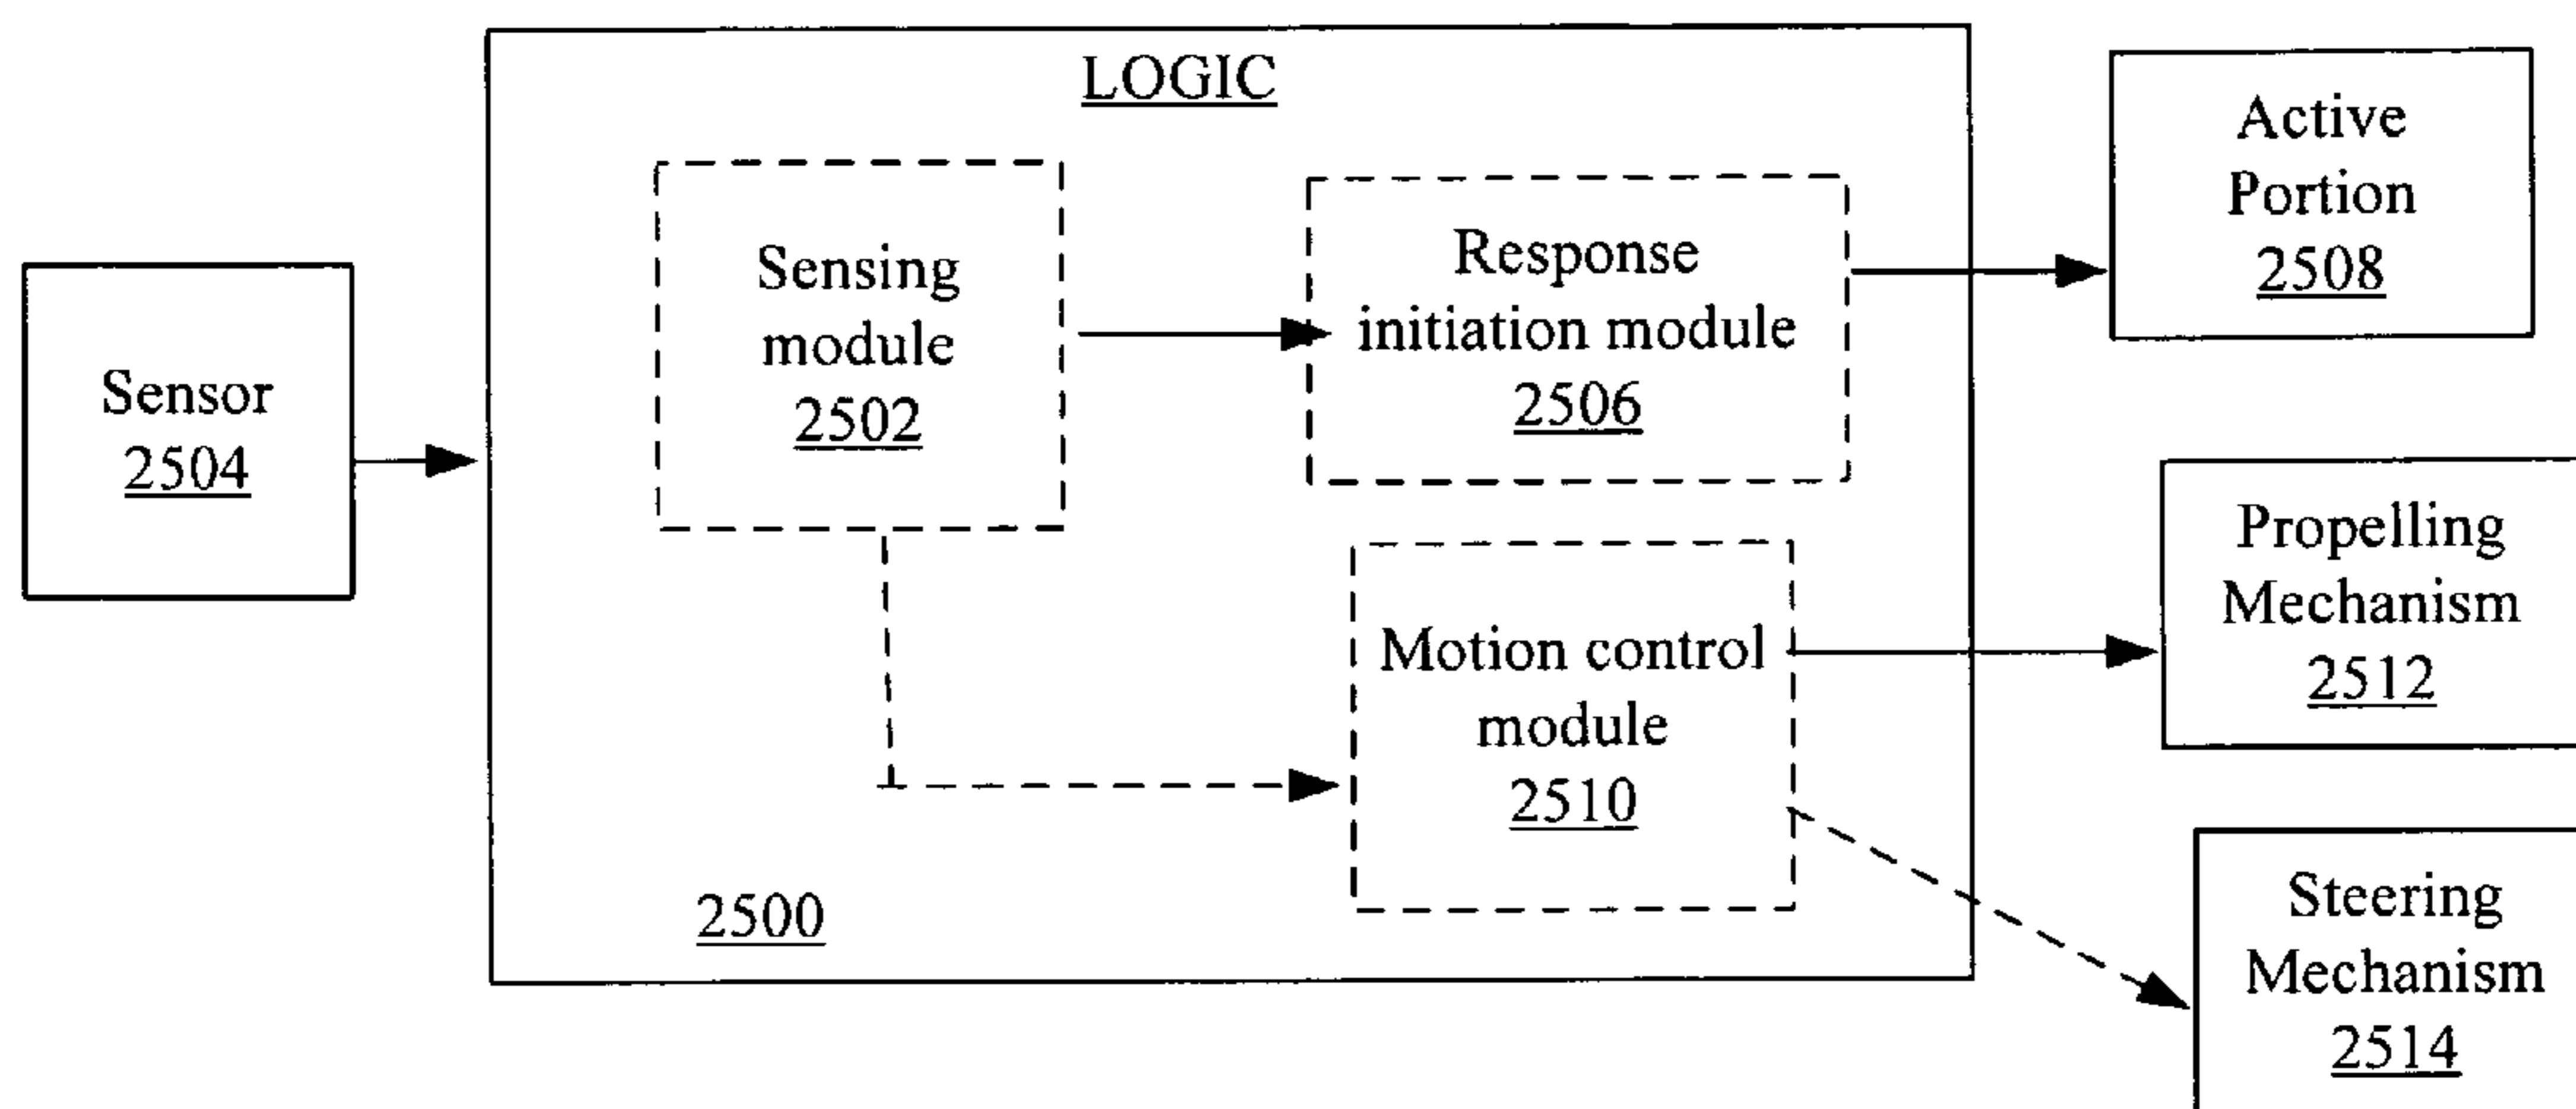 LOGIC
Sensor
2504
Sensing
module
2502
Response
initiation module
2506
Motion control
module
2510
2500
Active
Portion
2508
Propelling
Mechanism
2512
Steering
Mechanism
2514